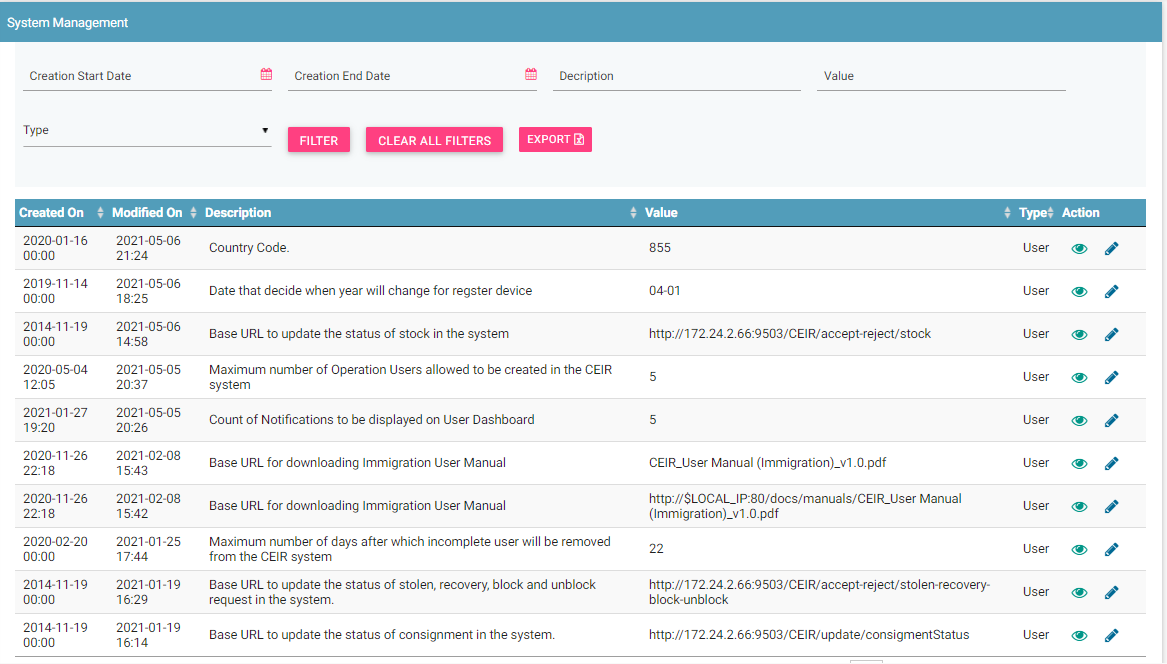 System Management
Creation Start Date Creation End Date Decription Value
Type FILTER CLEAR ALL FILTERS EXPORT
Created On Modified On Description Value Type Action
2020-01-16 00:00 2021-05-06 21:24 Country Code. 855 User
2019-11-14 00:00 2021-05-06 18:25 Date that decide when year will change for regster device 04-01 User
2014-11-19 00:00 2021-05-06 14:58 Base URL to update the status of stock in the system http://172.24.2.66:9503/CEIR/accept-reject/stock User
2020-05-04 12:05 2021-05-05 20:37 Maximum number of Operation Users allowed to be created in the CEIR system 5 User
2021-01-27 19:20 2021-05-05 20:26 Count of Notifications to be displayed on User Dashboard 5 User
2020-11-26 22:18 2021-02-08 15:43 Base URL for downloading Immigration User Manual CEIR_User Manual (Immigration)_v1.0.pdf User
2020-11-26 22:18 2021-02-08 15:42 Base URL for downloading Immigration User Manual http://$LOCAL_IP:80/docs/manuals/CEIR_User Manual (Immigration)_v1.0.pdf User
2020-02-20 00:00 2021-01-25 17:44 Maximum number of days after which incomplete user will be removed from the CEIR system 22 User
2014-11-19 00:00 2021-01-19 16:29 Base URL to update the status of stolen, recovery, block and unblock request in the system. http://172.24.2.66:9503/CEIR/accept-reject/stolen-recovery-block-unblock User
2014-11-19 00:00 2021-01-19 16:14 Base URL to update the status of consignment in the system. http://172.24.2.66:9503/CEIR/update/consigmentStatus User